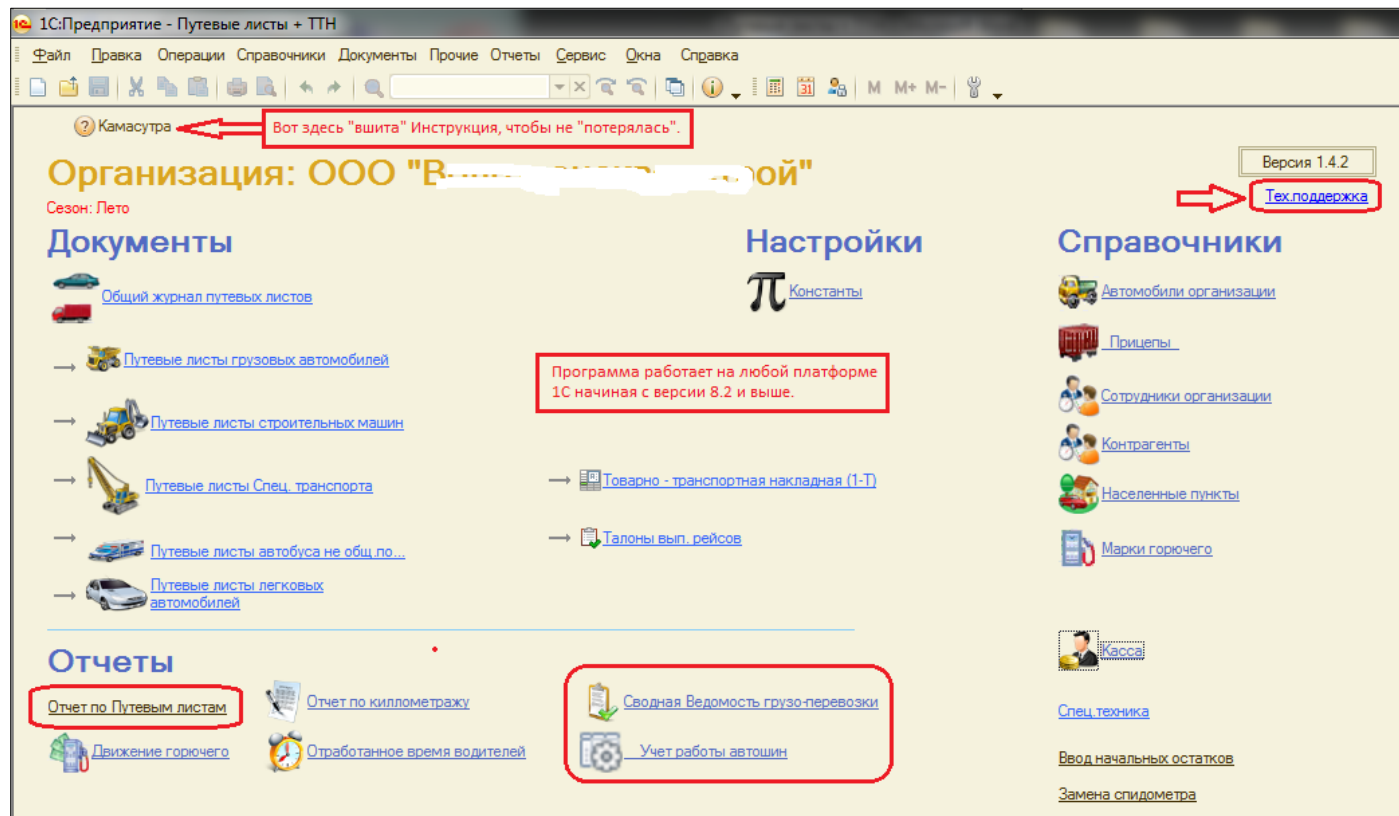 1С:Предприятие - Путевые листы + ТТН
Файл Правка Операции Справочники Документы Прочие Отчеты Сервис Окна Справка
31 M M+ M-
Камасутра
Вот здесь "вшита" Инструкция, чтобы не "потерялась".
Организация: ООО
Версия 1.4.2
Тех.поддержка
Сезон: Лето
Документы
Общий журнал путевых листов
Путевые листы грузовых автомобилей
Путевые листы строительных машин
Путевые листы Спец. транспорта
Путевые листы автобуса не общ.по...
Путевые листы легковых
автомобилей
Настройки
Константы
Программа работает на любой платформе
1С начиная с версии 8.2 и выше.
Товарно - транспортная накладная (1-Т)
Талоны вып. рейсов
Справочники
Автомобили организации
Прицепы
Сотрудники организации
Контрагенты
Населенные пункты
Марки горючего
Касса
Спец.техника
Ввод начальных остатков
Замена спидометра
Отчеты
Отчет по Путевым листам
Отчет по киллометражу
Сводная Ведомость грузо-перевозки
Движение горючего
Отработанное время водителей
Учет работы автошин